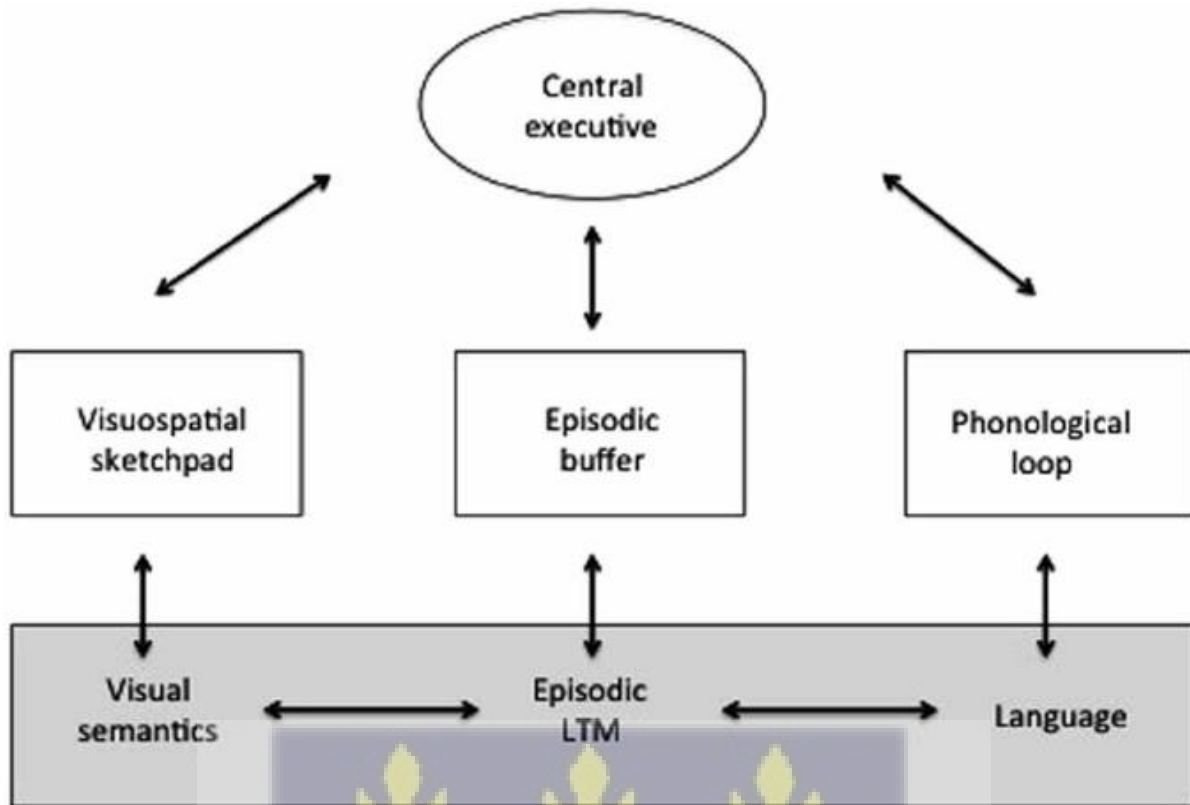 Central
executive
Visuospatial
sketchpad
Episodic
buffer
Phonological
loop
Visual
semantics
Episodic
LTM
Language